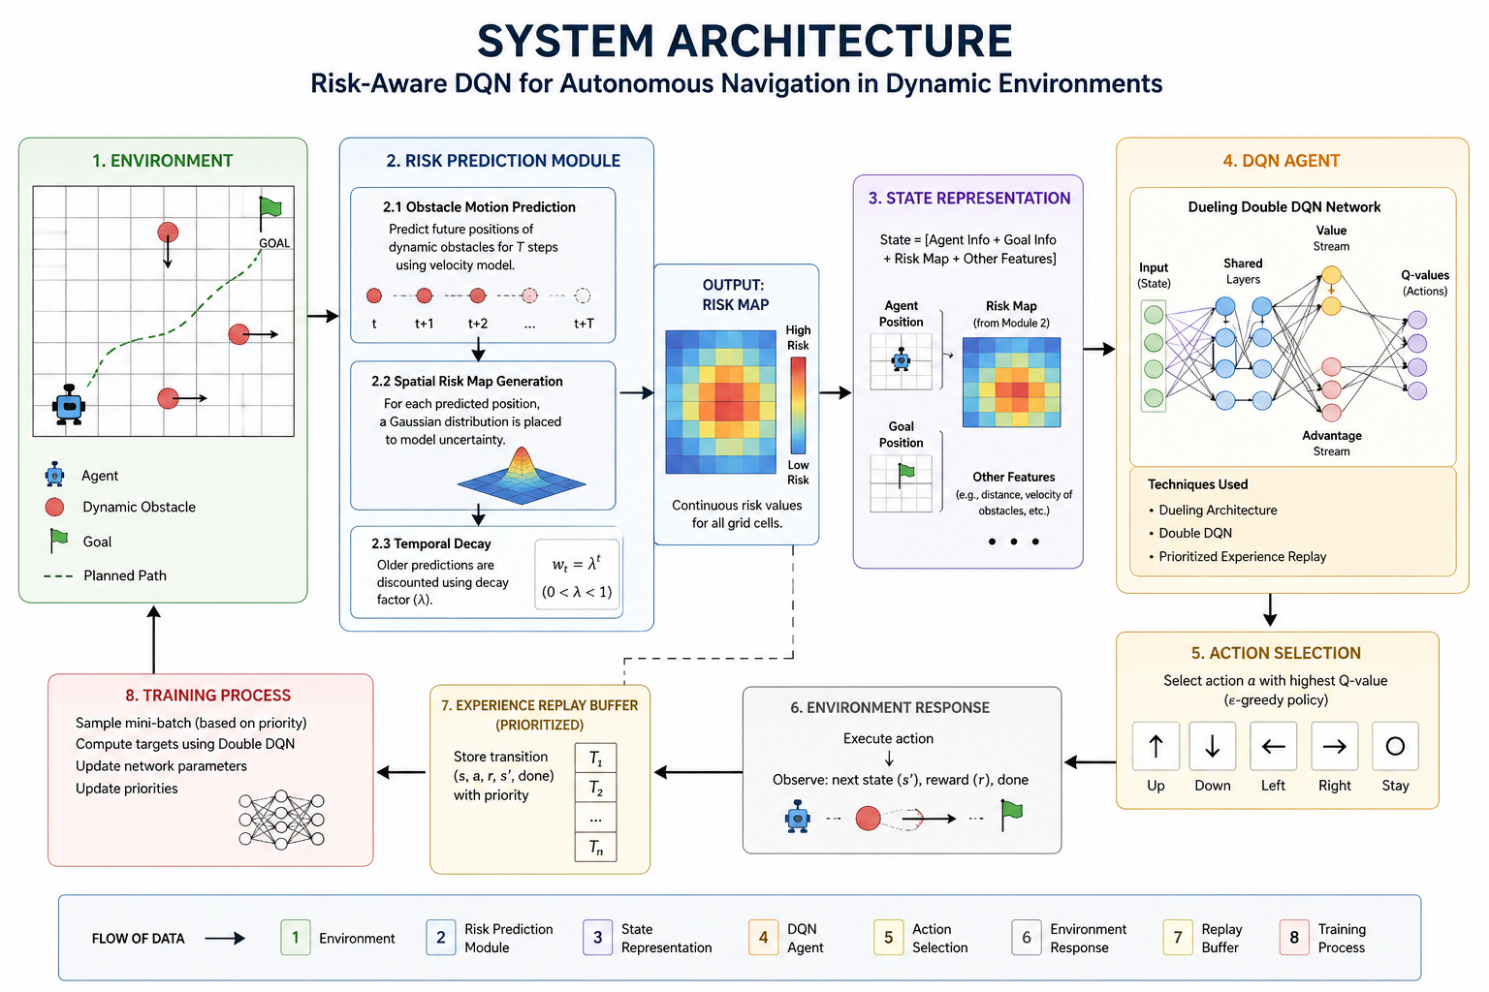 SYSTEM ARCHITECTURE
Risk-Aware DQN for Autonomous Navigation in Dynamic Environments
1. ENVIRONMENT
GOAL
Agent
Dynamic Obstacle
Goal
Planned Path
2. RISK PREDICTION MODULE
2.1 Obstacle Motion Prediction
Predict future positions of
dynamic obstacles for T steps
using velocity model.
t t+1 t+2 ... t+T
2.2 Spatial Risk Map Generation
For each predicted position,
a Gaussian distribution is placed
to model uncertainty.
2.3 Temporal Decay
Older predictions are
discounted using decay
factor (λ).
wₜ = λᵗ
(0 < λ < 1)
OUTPUT:
RISK MAP
High
Risk
Low
Risk
Continuous risk values
for all grid cells.
3. STATE REPRESENTATION
State = [Agent Info + Goal Info
+ Risk Map + Other Features]
Agent
Position
Risk Map
(from Module 2)
Goal
Position
Other Features
(e.g., distance, velocity of
obstacles, etc.)
• • •
4. DQN AGENT
Dueling Double DQN Network
Value
Stream
Input
(State)
Shared
Layers
Q-values
(Actions)
Advantage
Stream
Techniques Used
• Dueling Architecture
• Double DQN
• Prioritized Experience Replay
5. ACTION SELECTION
Select action a with highest Q-value
(ε-greedy policy)
Up Down Left Right Stay
6. ENVIRONMENT RESPONSE
Execute action
Observe: next state (s′), reward (r), done
7. EXPERIENCE REPLAY BUFFER
(PRIORITIZED)
Store transition
(s, a, r, s′, done)
with priority
T₁
T₂
...
Tₙ
8. TRAINING PROCESS
Sample mini-batch (based on priority)
Compute targets using Double DQN
Update network parameters
Update priorities
FLOW OF DATA
1 Environment
2 Risk Prediction
Module
3 State
Representation
4 DQN
Agent
5 Action
Selection
6 Environment
Response
7 Replay
Buffer
8 Training
Process